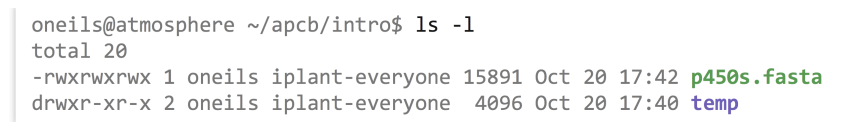 oneils@atmosphere ~/apcb/intro$ ls -l
total 20
-rwxrwxrwx 1 oneils iplant-everyone 15891 Oct 20 17:42 p450s.fasta
drwxr-xr-x 2 oneils iplant-everyone  4096 Oct 20 17:40 temp